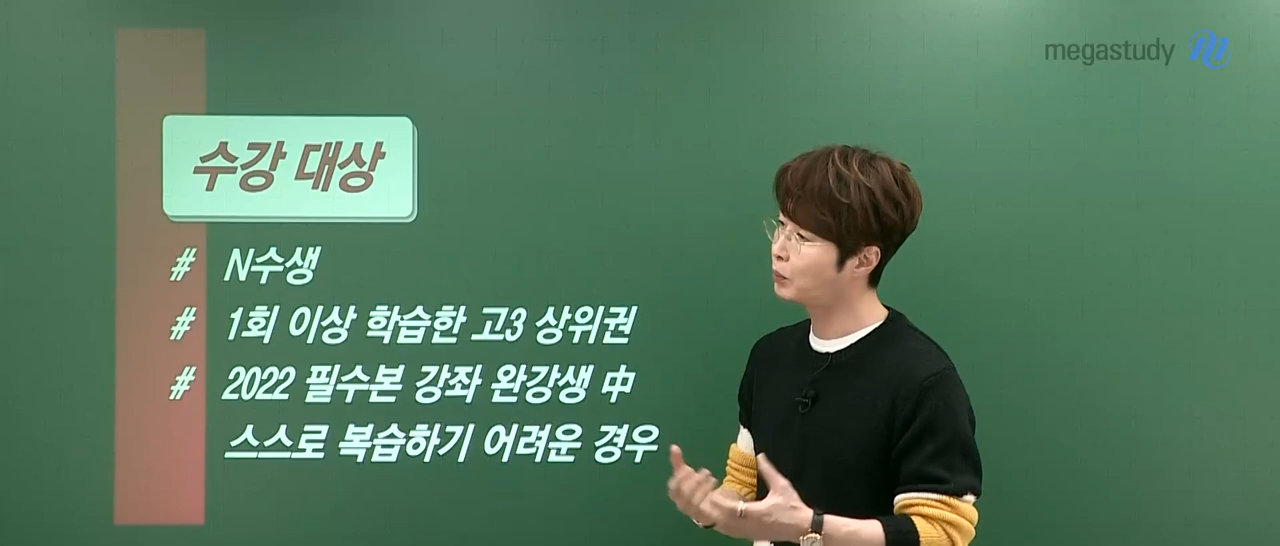 megastudy
수강 대상
# N수생
# 1회 이상 학습한 고3 상위권
# 2022 필수본 강좌 완강생 中
스스로 복습하기 어려운 경우